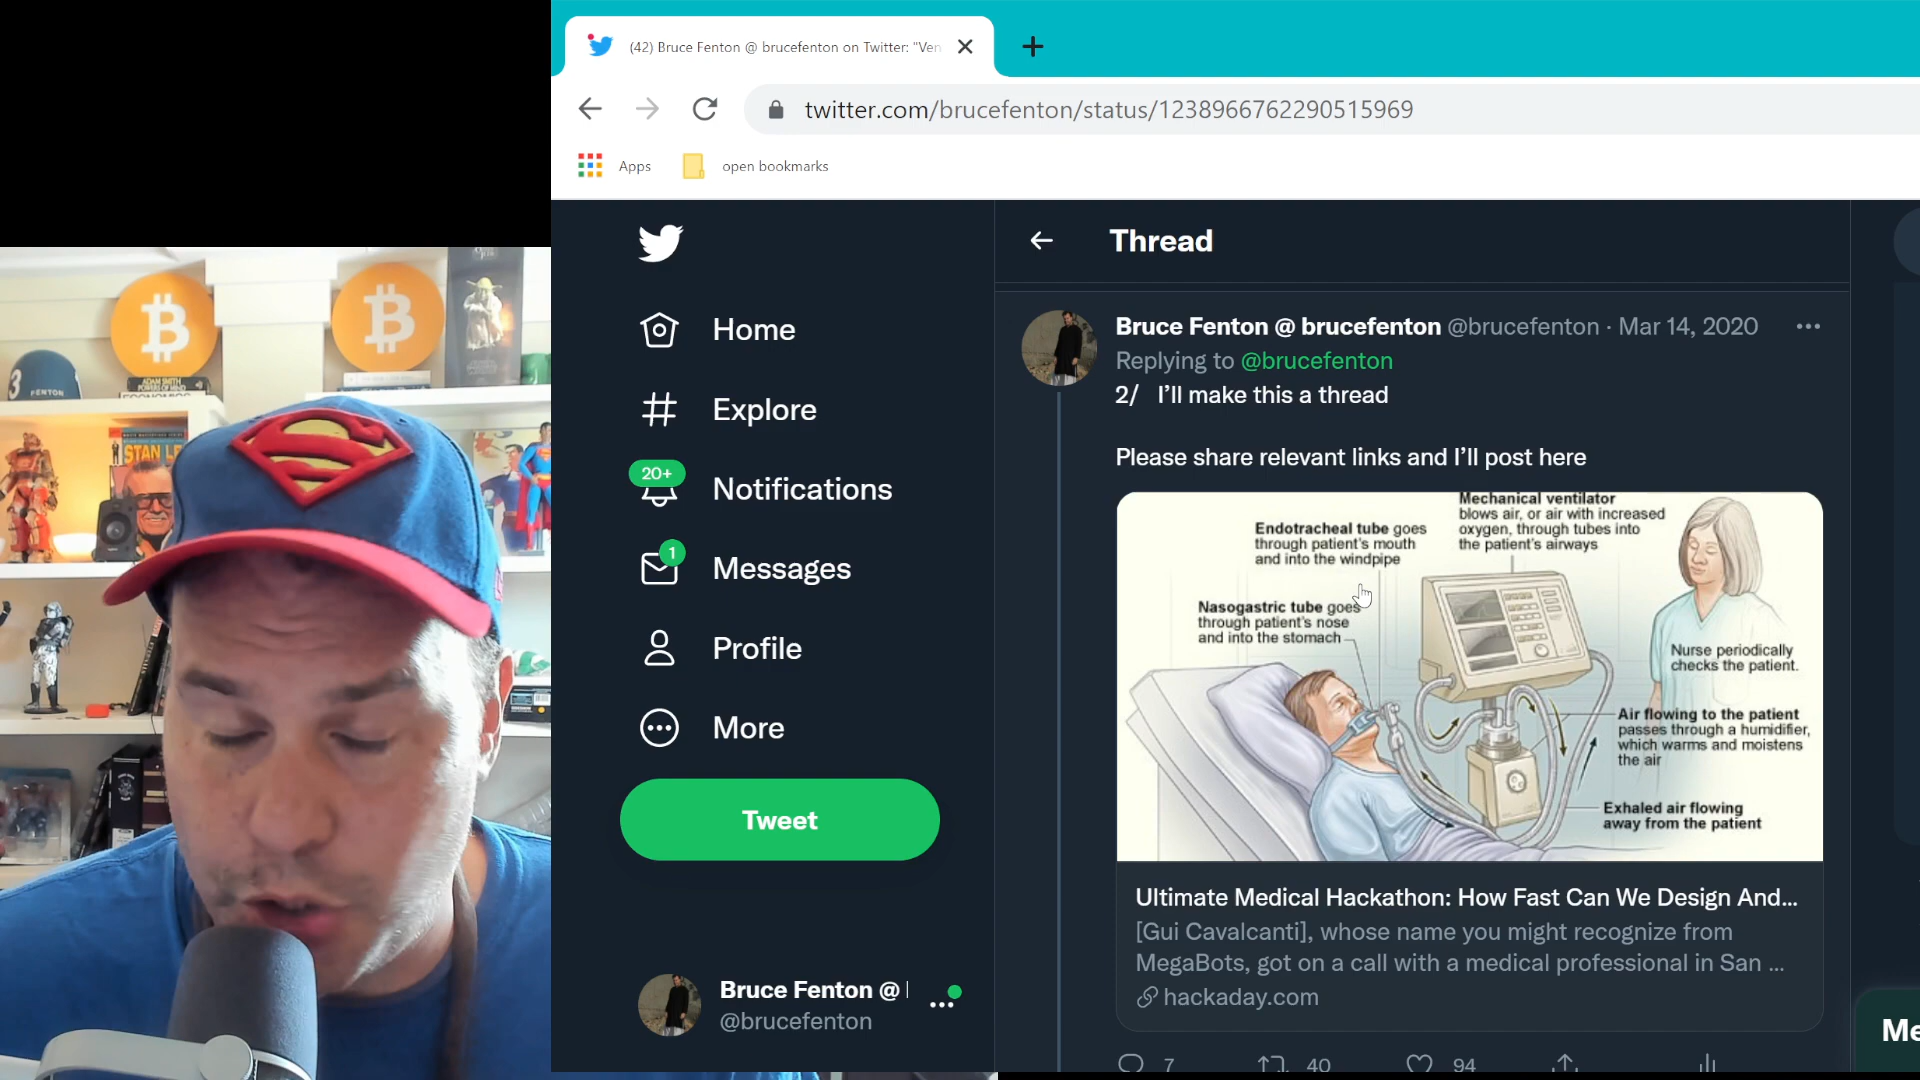 (42) Bruce Fenton @ brucefenton on Twitter: "Ven
twitter.com/brucefenton/status/1238966762290515969
Apps
open bookmarks
Thread
Home
Explore
20+
Notifications
1
Messages
Profile
More
Tweet
Bruce Fenton @
@brucefenton
Bruce Fenton @ brucefenton @brucefenton · Mar 14, 2020
Replying to @brucefenton
2/ I'll make this a thread
Please share relevant links and I'll post here
Endotracheal tube goes
through patient's mouth
and into the windpipe
Mechanical ventilator
blows air, or air with increased
oxygen, through tubes into
the patient's airways
Nasogastric tube goes
through patient's nose
and into the stomach
Nurse periodically
checks the patient.
Air flowing to the patient
passes through a humidifier,
which warms and moistens
the air
Exhaled air flowing
away from the patient
Ultimate Medical Hackathon: How Fast Can We Design And...
[Gui Cavalcanti], whose name you might recognize from
MegaBots, got on a call with a medical professional in San ...
hackaday.com
7
40
94
Me
3
FENTON
ADAM SMITH
ECONOMICS
STAN LE